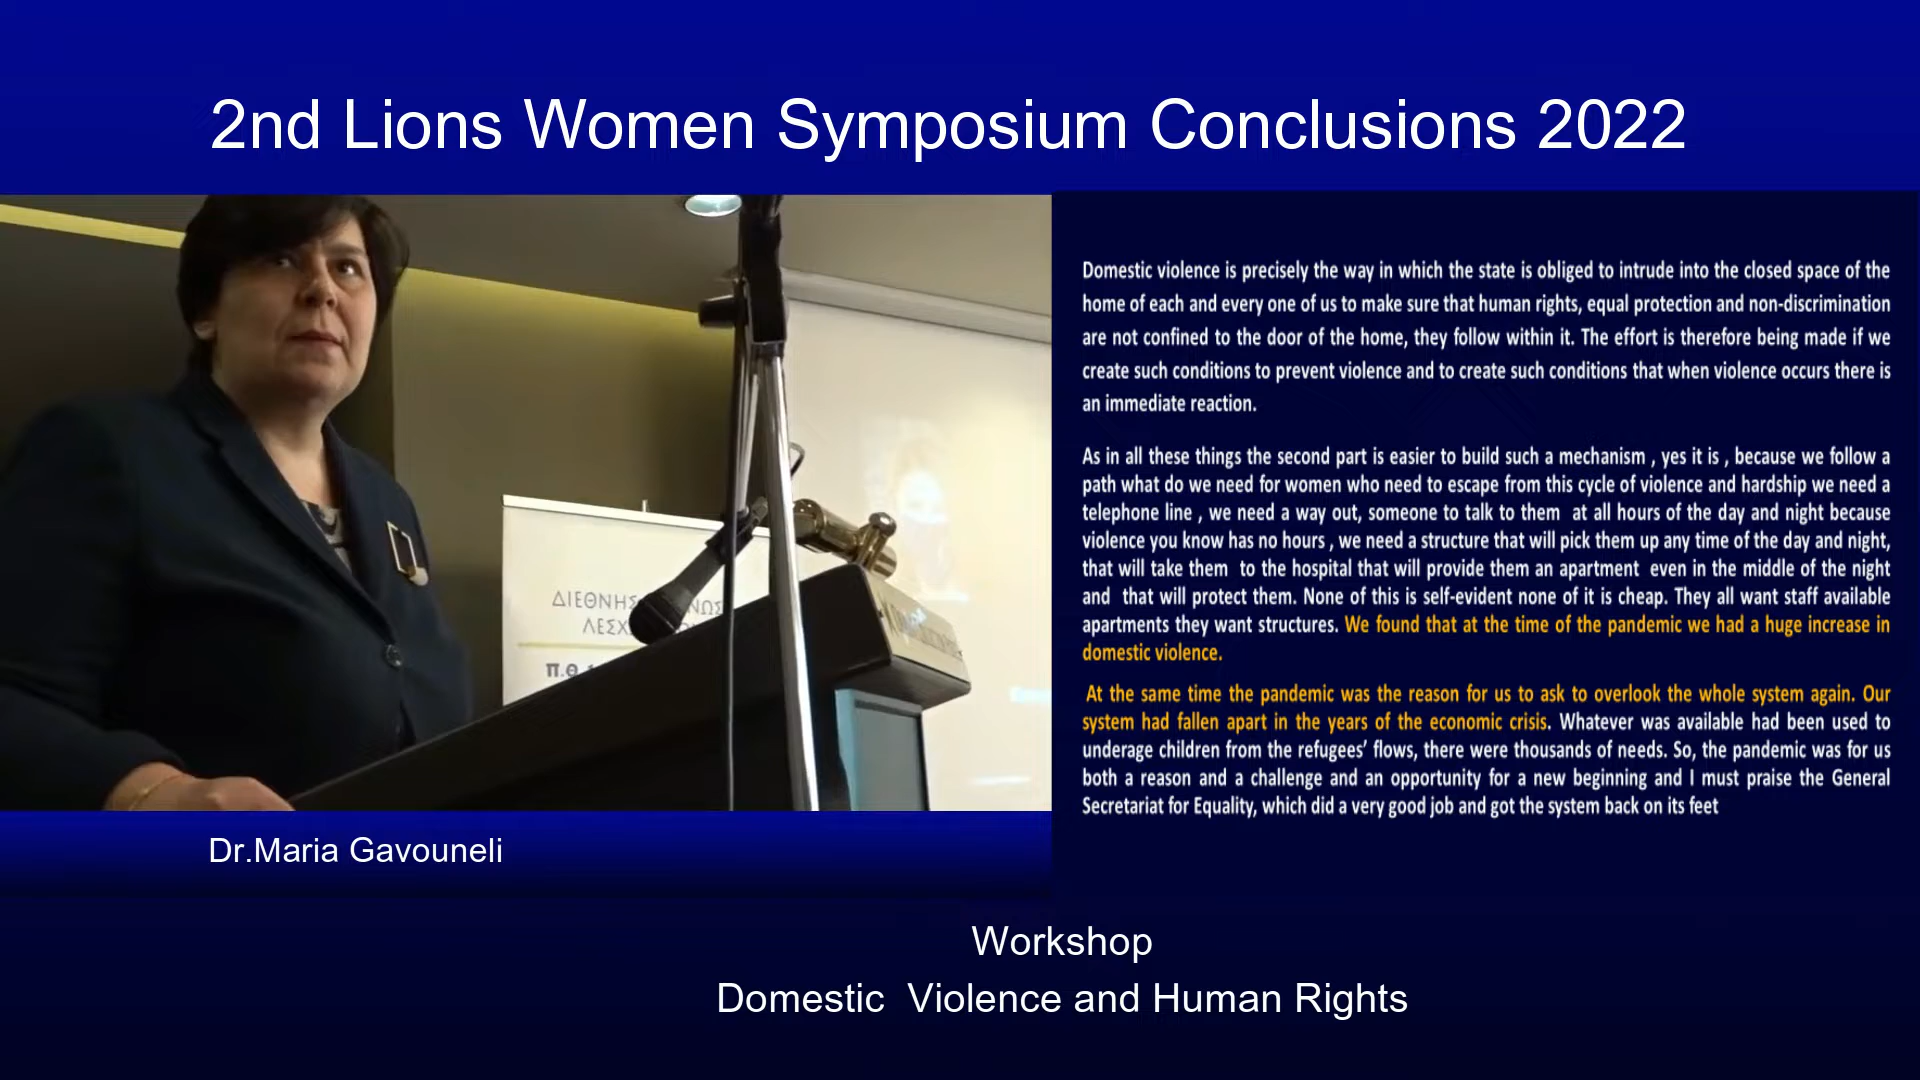 2nd Lions Women Symposium Conclusions 2022
Domestic violence is precisely the way in which the state is obliged to intrude into the closed space of the
home of each and every one of us to make sure that human rights, equal protection and non-discrimination
are not confined to the door of the home, they follow within it. The effort is therefore being made if we
create such conditions to prevent violence and to create such conditions that when violence occurs there is
an immediate reaction.
As in all these things the second part is easier to build such a mechanism , yes it is , because we follow a
path what do we need for women who need to escape from this cycle of violence and hardship we need a
telephone line , we need a way out, someone to talk to them at all hours of the day and night because
violence you know has no hours , we need a structure that will pick them up any time of the day and night,
that will take them to the hospital that will provide them an apartment even in the middle of the night
and that will protect them. None of this is self-evident none of it is cheap. They all want staff available
apartments they want structures. We found that at the time of the pandemic we had a huge increase in
domestic violence.
At the same time the pandemic was the reason for us to ask to overlook the whole system again. Our
system had fallen apart in the years of the economic crisis. Whatever was available had been used to
underage children from the refugees' flows, there were thousands of needs. So, the pandemic was for us
both a reason and a challenge and an opportunity for a new beginning and I must praise the General
Secretariat for Equality, which did a very good job and got the system back on its feet
ΔΙΕΘΝΗΣ
Π.Θ.
Dr.Maria Gavouneli
Workshop
Domestic Violence and Human Rights